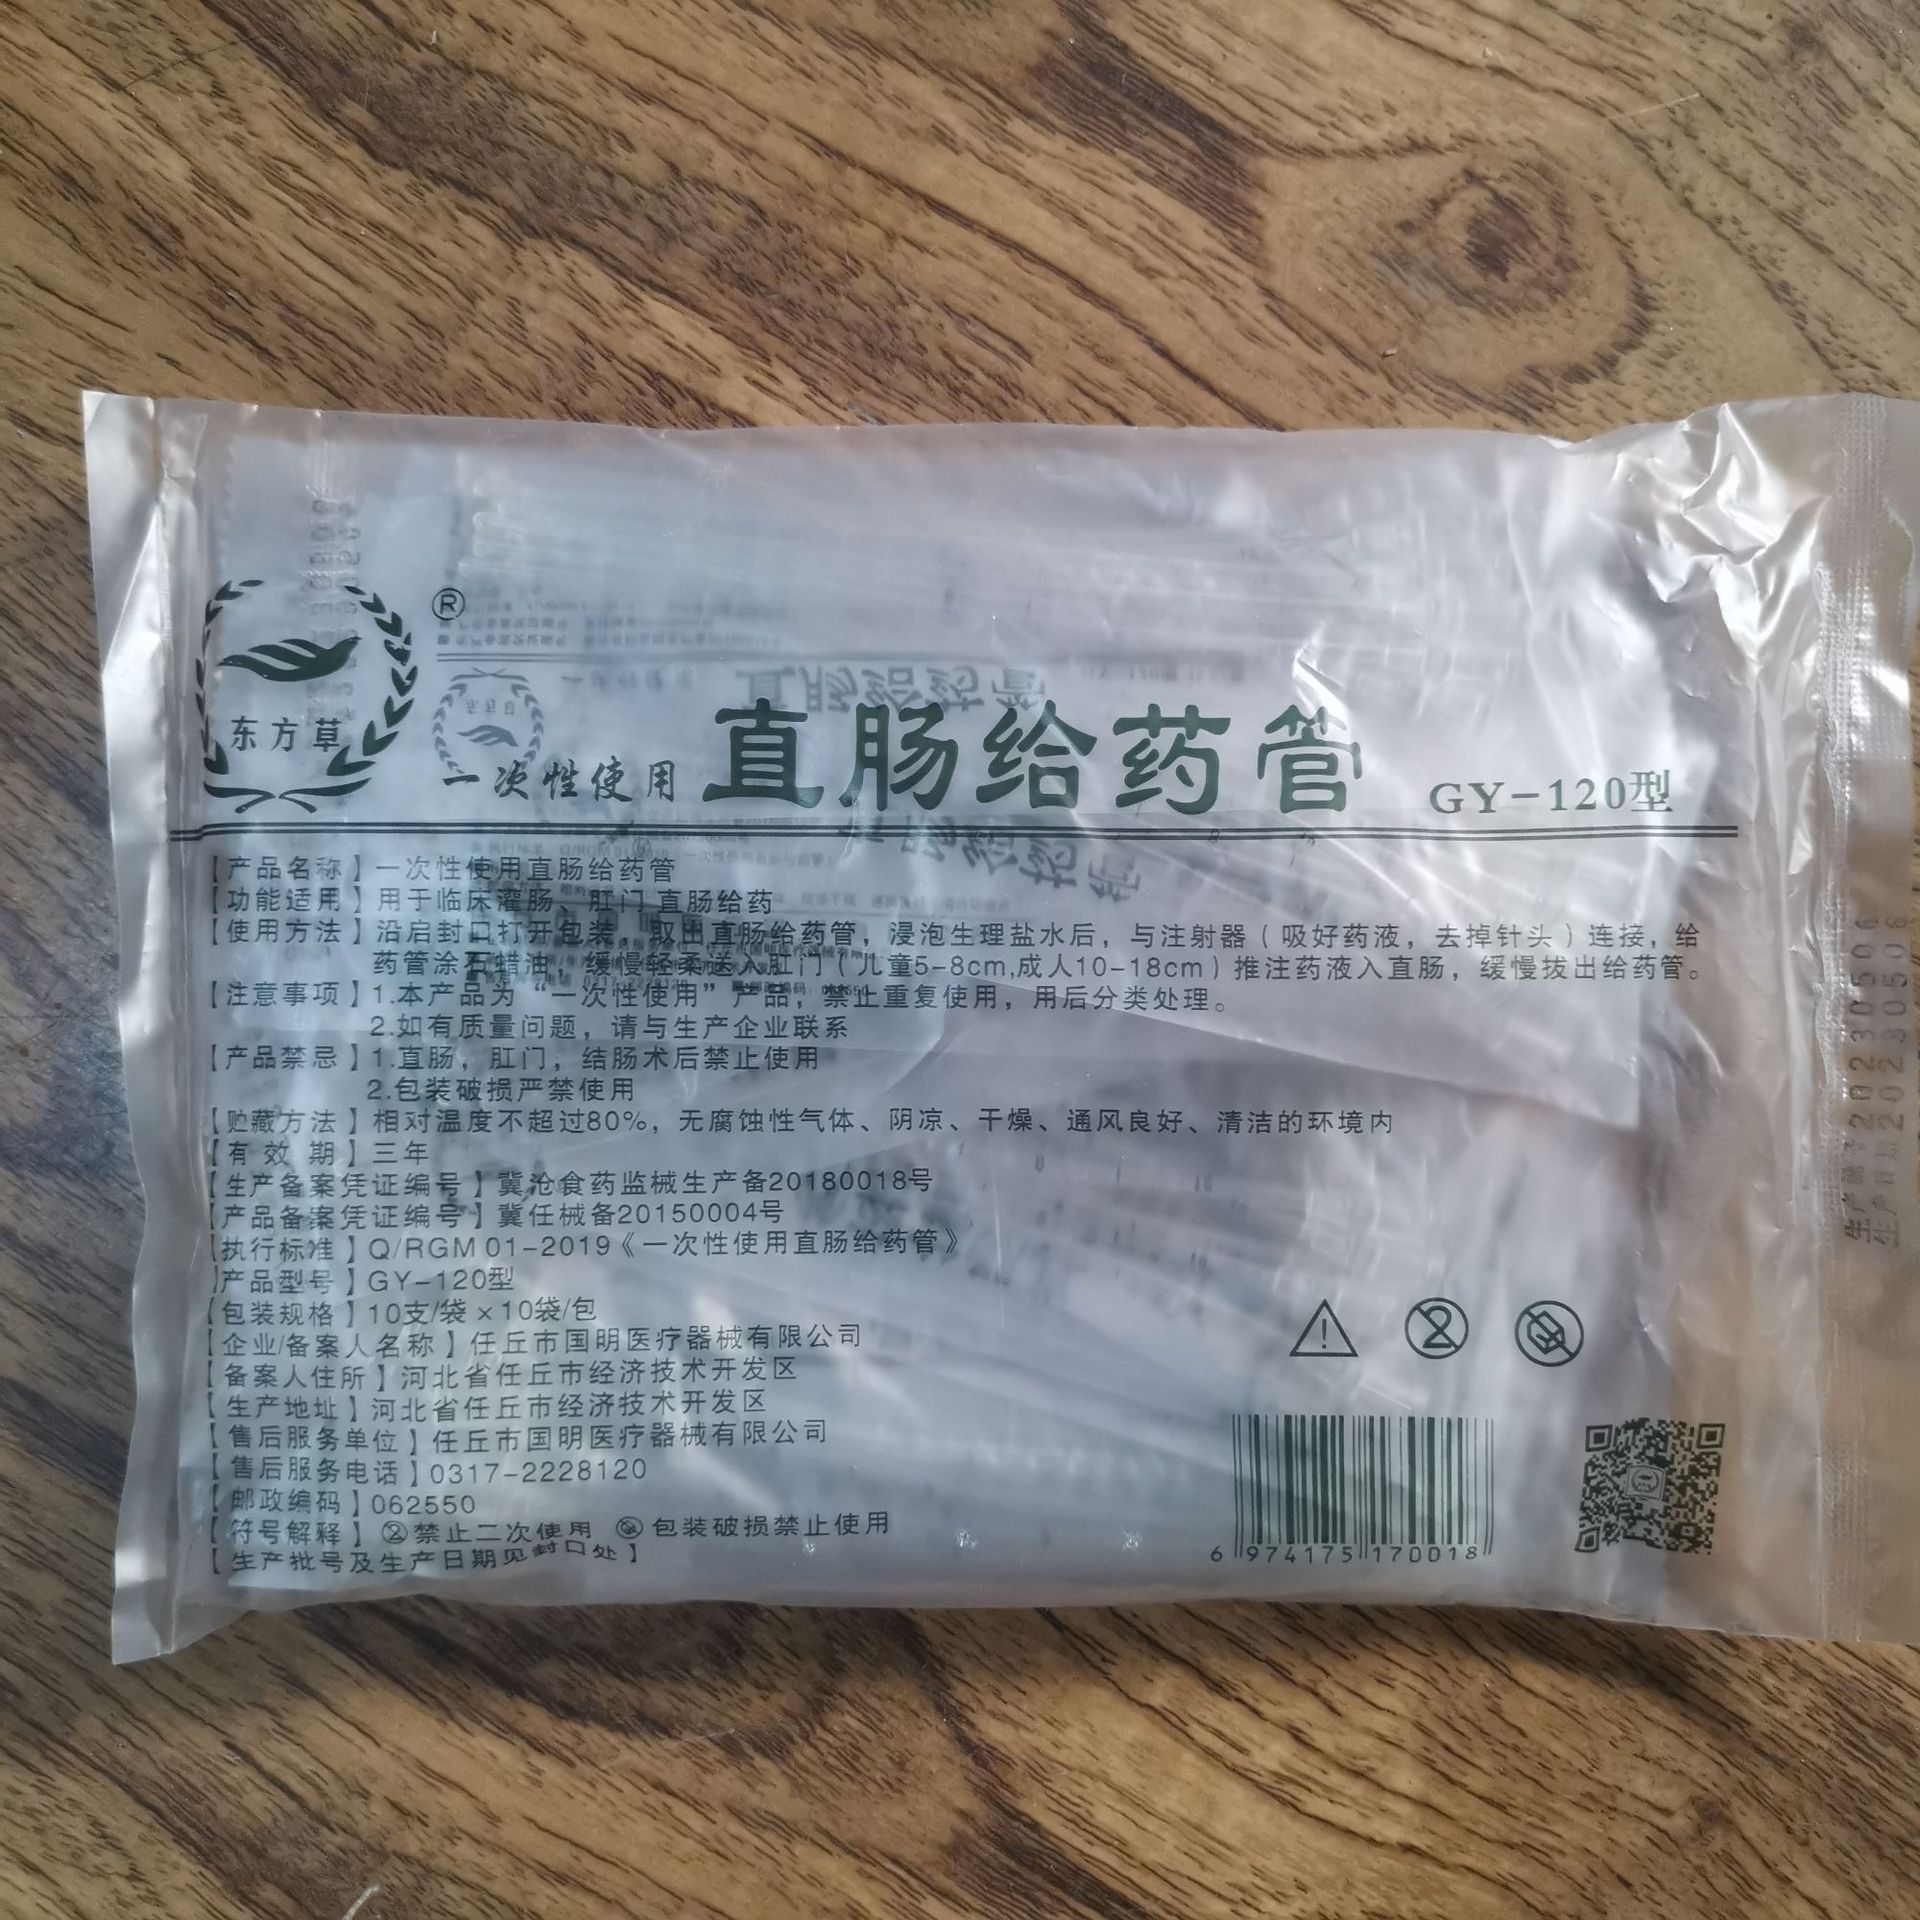 ®
东方草
一次性使用 直肠给药管 GY-120型
【产品名称】一次性使用直肠给药管
【功能适用】用于临床灌肠、肛门 直肠给药
【使用方法】沿启封口打开包装，取出直肠给药管，浸泡生理盐水后，与注射器（吸好药液，去掉针头）连接，给
药管涂石蜡油，缓慢轻柔送入肛门（儿童5-8cm,成人10-18cm）推注药液入直肠，缓慢拔出给药管。
【注意事项】1.本产品为“一次性使用”产品，禁止重复使用，用后分类处理。
2.如有质量问题，请与生产企业联系
【产品禁忌】1.直肠，肛门，结肠术后禁止使用
2.包装破损严禁使用
【贮藏方法】相对温度不超过80%，无腐蚀性气体、阴凉、干燥、通风良好、清洁的环境内
【有 效 期】三年
【生产备案凭证编号】冀沧食药监械生产备20180018号
【产品备案凭证编号】冀任械备20150004号
【执行标准】Q/RGM 01-2019《一次性使用直肠给药管》
【产品型号】GY-120型
【包装规格】10支/袋×10袋/包
【企业/备案人名称】任丘市国明医疗器械有限公司
【备案人住所】河北省任丘市经济技术开发区
【生产地址】河北省任丘市经济技术开发区
【售后服务单位】任丘市国明医疗器械有限公司
【售后服务电话】0317-2228120
【邮政编码】062550
【符号解释】②禁止二次使用 包装破损禁止使用
【生产批号及生产日期见封口处】
2
6 974175 170018
20230506
生产日期20230506